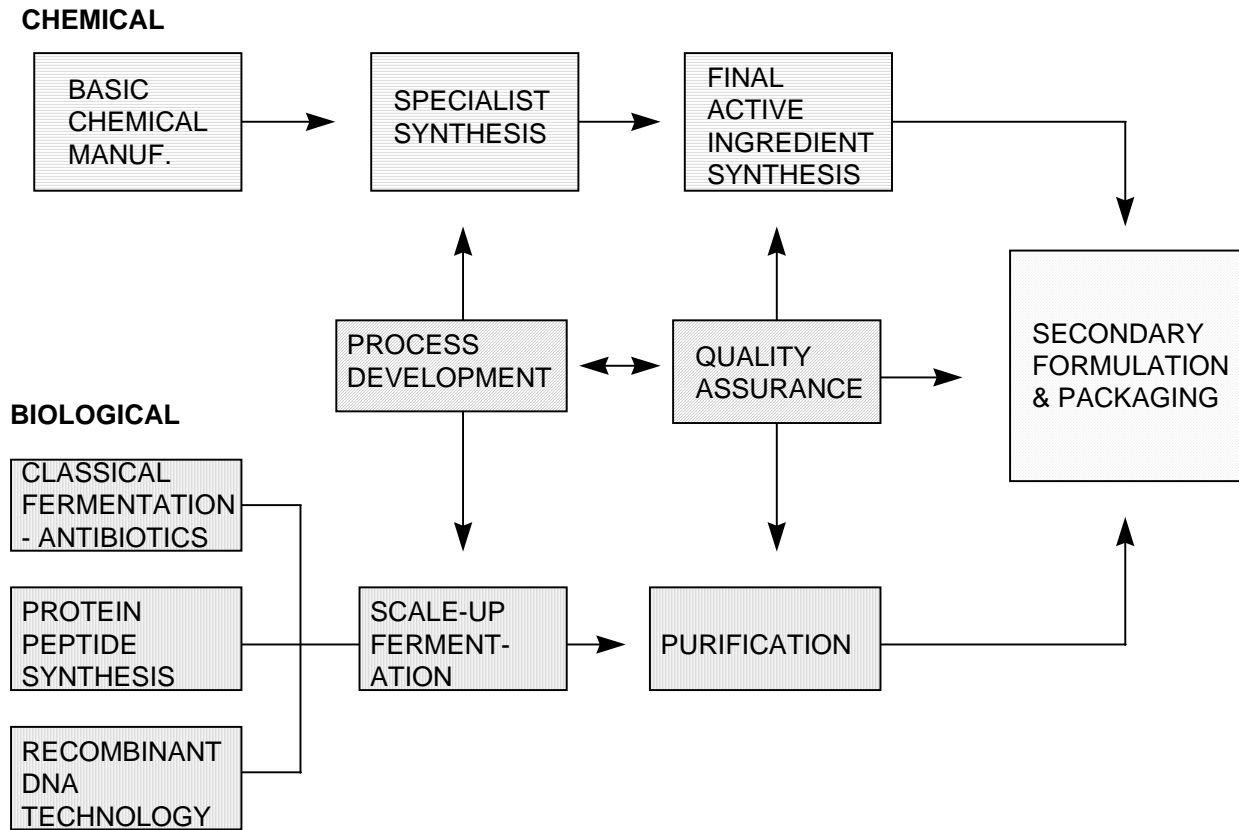 CHEMICAL
BASIC
CHEMICAL
MANUF.
SPECIALIST
SYNTHESIS
FINAL
ACTIVE
INGREDIENT
SYNTHESIS
PROCESS
DEVELOPMENT
QUALITY
ASSURANCE
SECONDARY
FORMULATION
& PACKAGING
BIOLOGICAL
CLASSICAL
FERMENTATION
- ANTIBIOTICS
PROTEIN
PEPTIDE
SYNTHESIS
SCALE-UP
FERMENT-
ATION
PURIFICATION
RECOMBINANT
DNA
TECHNOLOGY